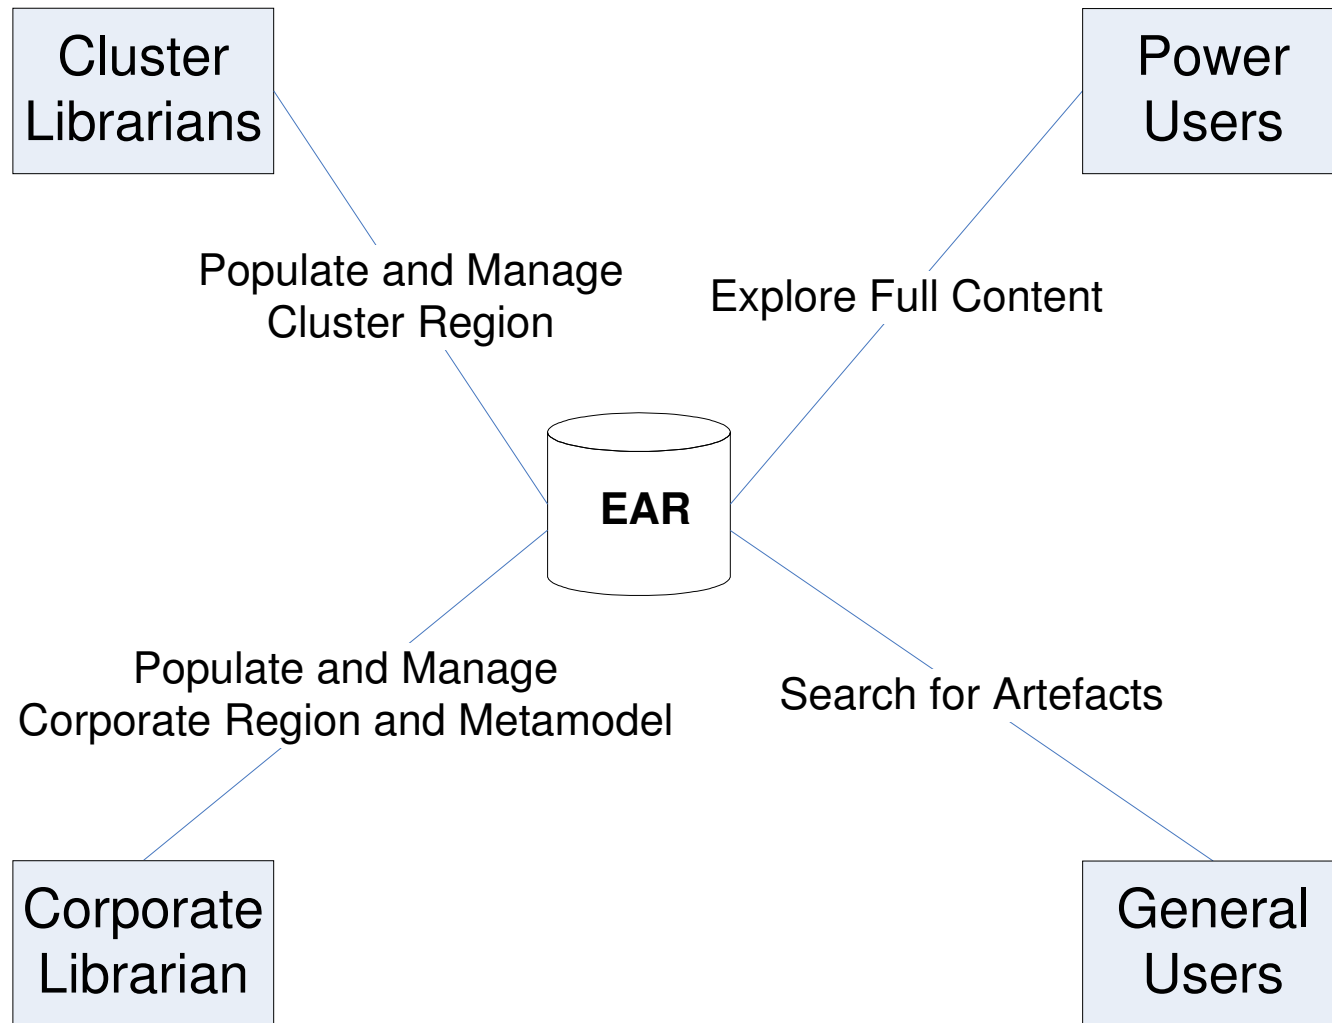 Cluster
Librarians
Power
Users
Populate and Manage
Cluster Region
Explore Full Content
EAR
Populate and Manage
Corporate Region and Metamodel
Search for Artefacts
Corporate
Librarian
General
Users